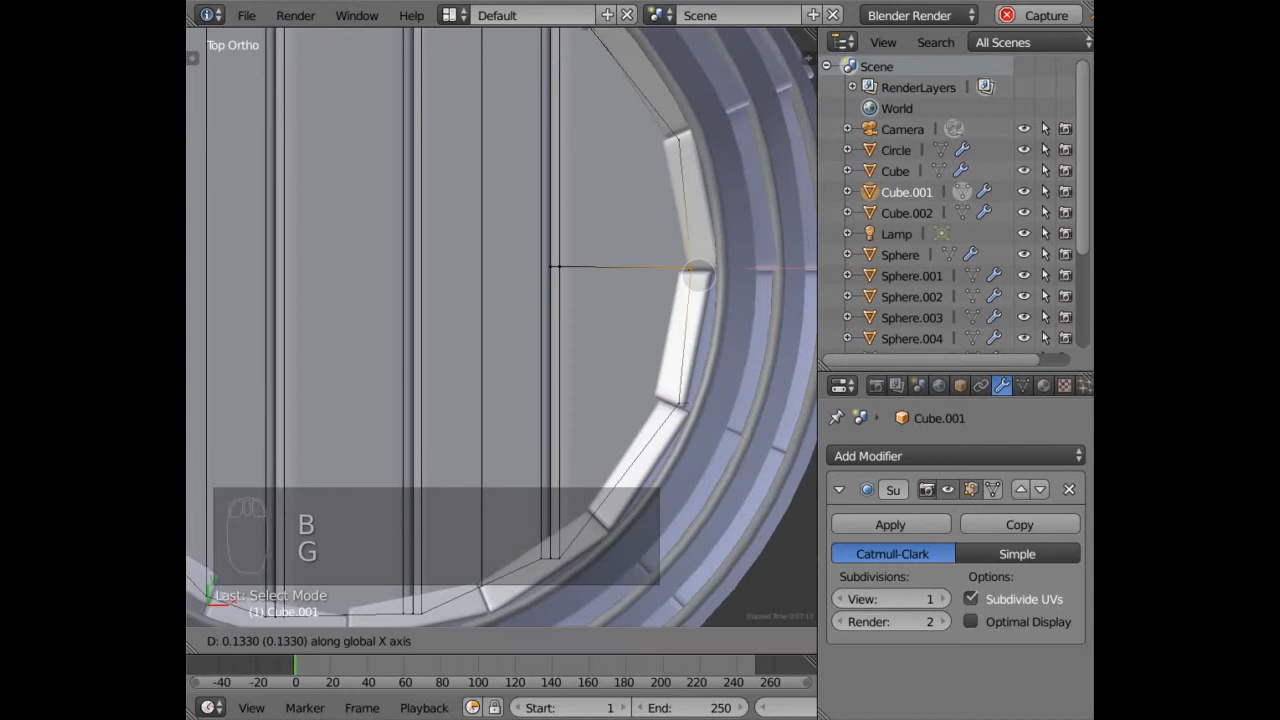 File Render Window Help Default Scene Blender Render Capture
Top Ortho
View Search All Scenes
Scene
RenderLayers
World
Camera
Circle
Cube
Cube.001
Cube.002
Lamp
Sphere
Sphere.001
Sphere.002
Sphere.003
Sphere.004
Cube.001
Add Modifier
Su
Apply Copy
Catmull-Clark Simple
Subdivisions: Options:
View: 1 Subdivide UVs
Render: 2 Optimal Display
B
G
Last: Select Mode
(1) Cube.001
D: 0.1330 (0.1330) along global X axis
-40 -20 0 20 40 60 80 100 120 140 160 180 200 220 240 260
View Marker Frame Playback Start: 1 End: 250